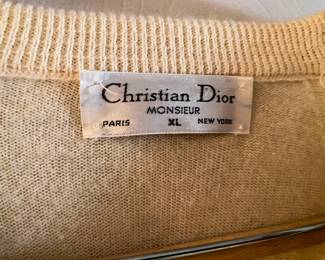 Christian Dior
MONSIEUR
PARIS XL NEW YORK